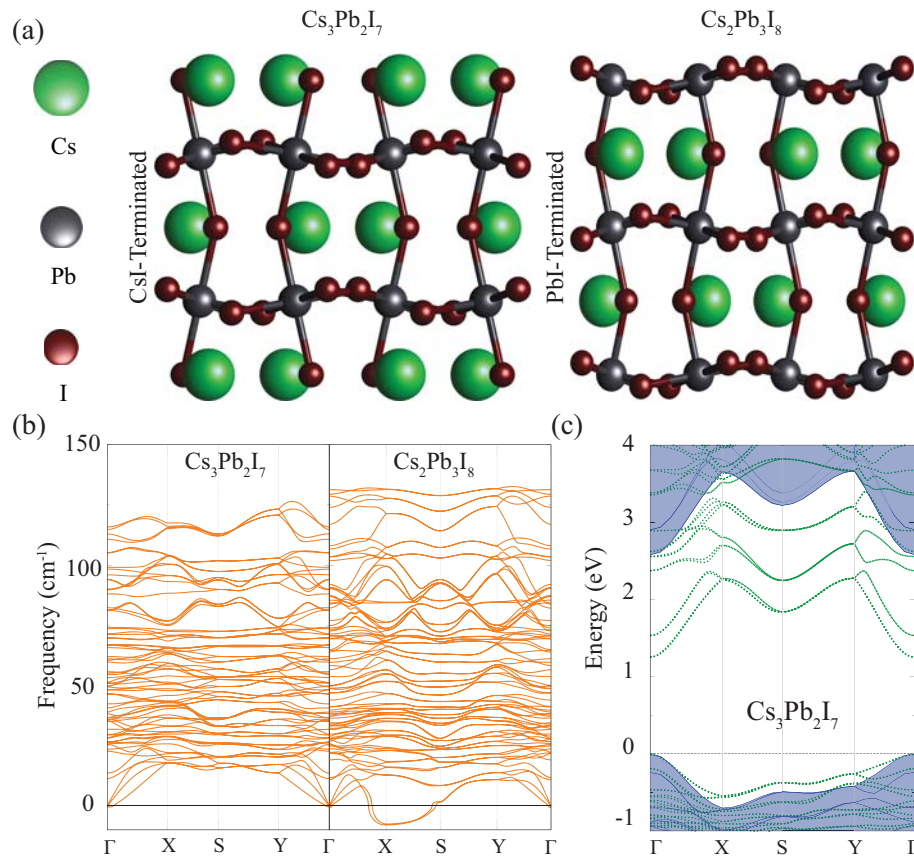 (a)
Cs₃Pb₂I₇
Cs₂Pb₃I₈
Cs
Pb
I
CsI-Terminated
PbI-Terminated
(b)
150
100
50
0
Frequency (cm⁻¹)
Cs₃Pb₂I₇
Cs₂Pb₃I₈
Γ X S Y Γ X S Y Γ
(c)
4
3
2
1
0
-1
Energy (eV)
Cs₃Pb₂I₇
Γ X S Y Γ